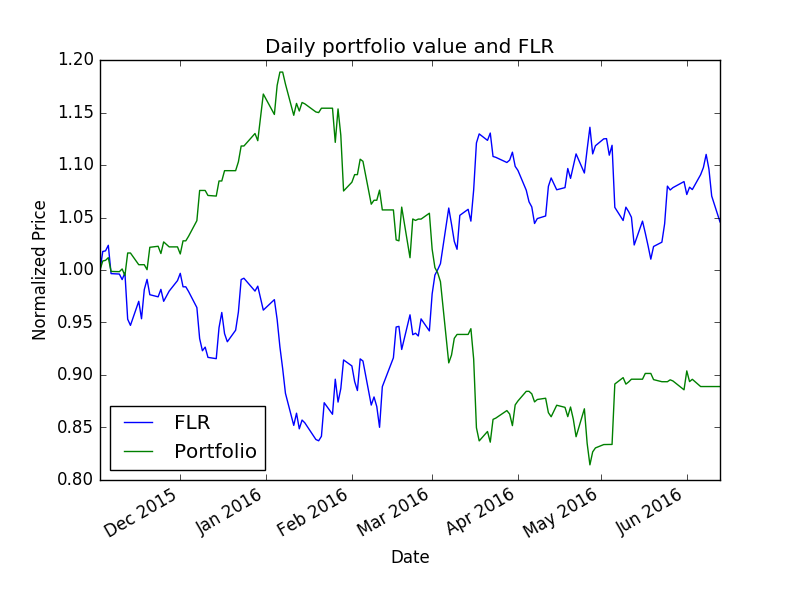 Daily portfolio value and FLR
1.20
1.15
1.10
1.05
1.00
0.95
0.90
0.85
0.80
Normalized Price
FLR
Portfolio
Dec 2015
Jan 2016
Feb 2016
Mar 2016
Apr 2016
May 2016
Jun 2016
Date